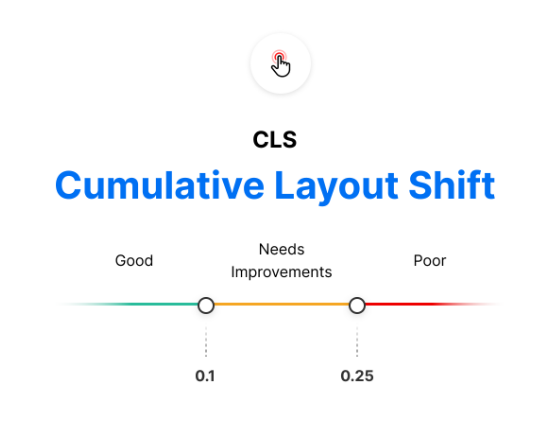 CLS
Cumulative Layout Shift
Good
Needs
Improvements
Poor
0.1
0.25